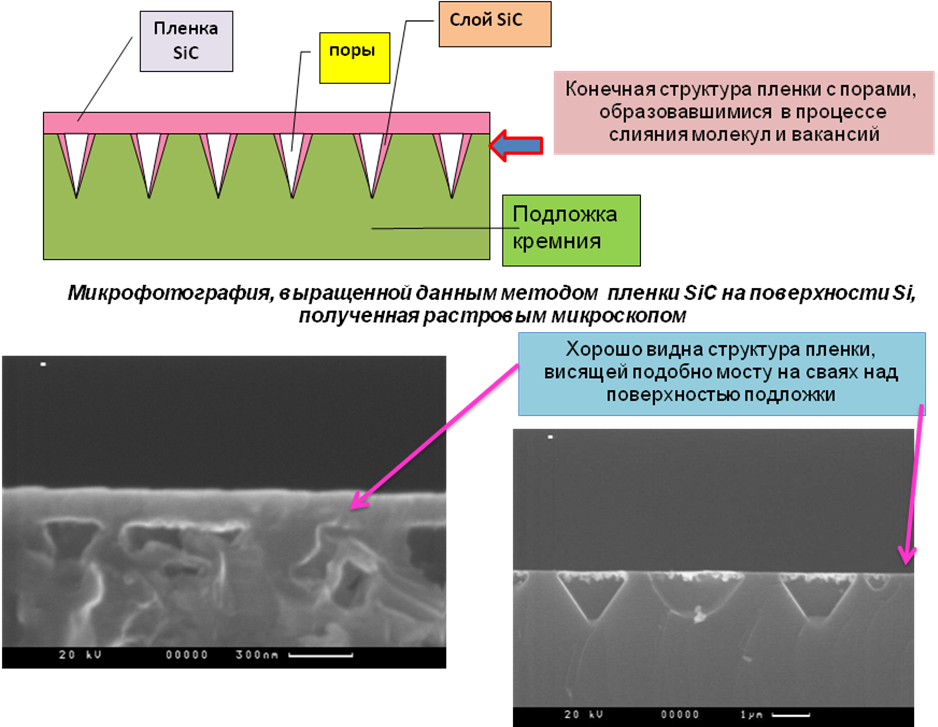 Пленка
SiC
поры
Слой SiC
Конечная структура пленки с порами,
образовавшимися в процессе
слияния молекул и вакансий
Подложка
кремния
Микрофотография, выращенной данным методом пленки SiC на поверхности Si,
полученная растровым микроскопом
Хорошо видна структура пленки,
висящей подобно мосту на сваях над
поверхностью подложки
20 kV 00000 300nm
20 kV 00000 1µm